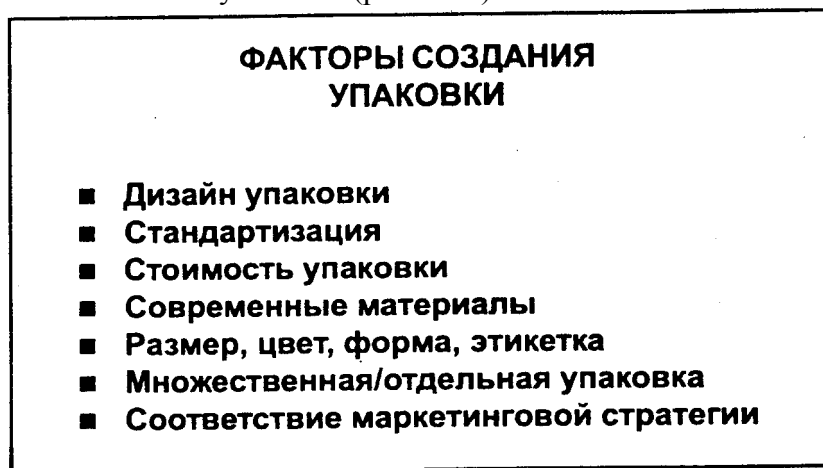 ФАКТОРЫ СОЗДАНИЯ
УПАКОВКИ
■ Дизайн упаковки
■ Стандартизация
■ Стоимость упаковки
■ Современные материалы
■ Размер, цвет, форма, этикетка
■ Множественная/отдельная упаковка
■ Соответствие маркетинговой стратегии